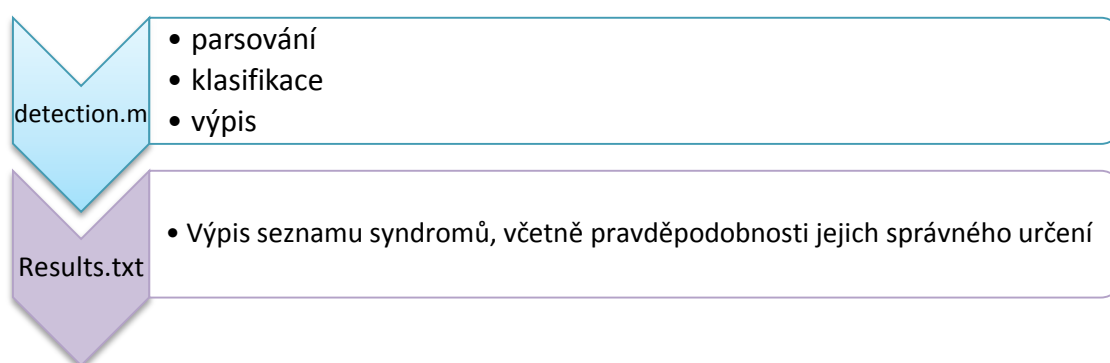 detection.m
• parsování
• klasifikace
• výpis
Results.txt
• Výpis seznamu syndromů, včetně pravděpodobnosti jejich správného určení